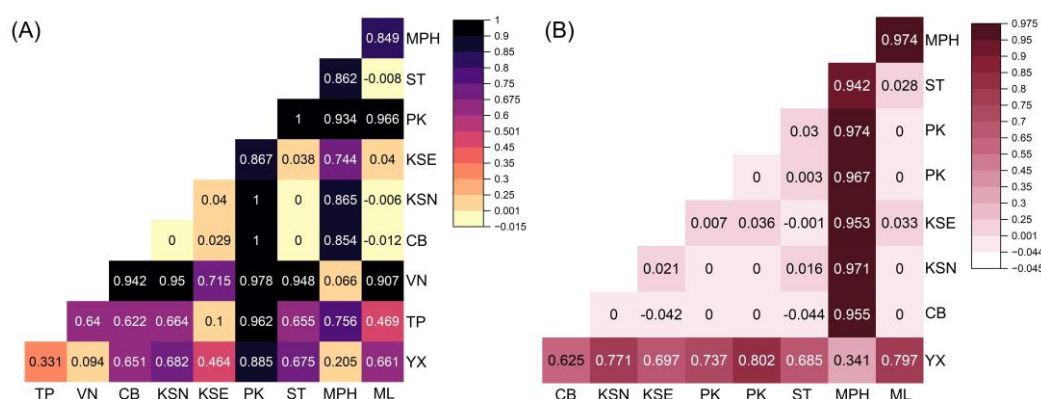 (A)
0.849 MPH
0.862 -0.008 ST
1 0.934 0.966 PK
0.867 0.038 0.744 0.04 KSE
0.04 1 0 0.865 -0.006 KSN
0 0.029 1 0 0.854 -0.012 CB
0.942 0.95 0.715 0.978 0.948 0.066 0.907 VN
0.64 0.622 0.664 0.1 0.962 0.655 0.756 0.469 TP
0.331 0.094 0.651 0.682 0.464 0.885 0.675 0.205 0.661 YX
TP VN CB KSN KSE PK ST MPH ML
1
0.9
0.85
0.8
0.75
0.675
0.6
0.501
0.45
0.4
0.35
0.3
0.25
0.001
-0.015
(B)
0.974 MPH
0.942 0.028 ST
0.03 0.974 0 PK
0 0.003 0.967 0 PK
0.007 0.036 -0.001 0.953 0.033 KSE
0.021 0 0 0.016 0.971 0 KSN
0 -0.042 0 0 -0.044 0.955 0 CB
0.625 0.771 0.697 0.737 0.802 0.685 0.341 0.797 YX
CB KSN KSE PK PK ST MPH ML
0.975
0.95
0.9
0.85
0.8
0.75
0.7
0.65
0.55
0.5
0.45
0.35
0.3
0.001
-0.044
-0.045